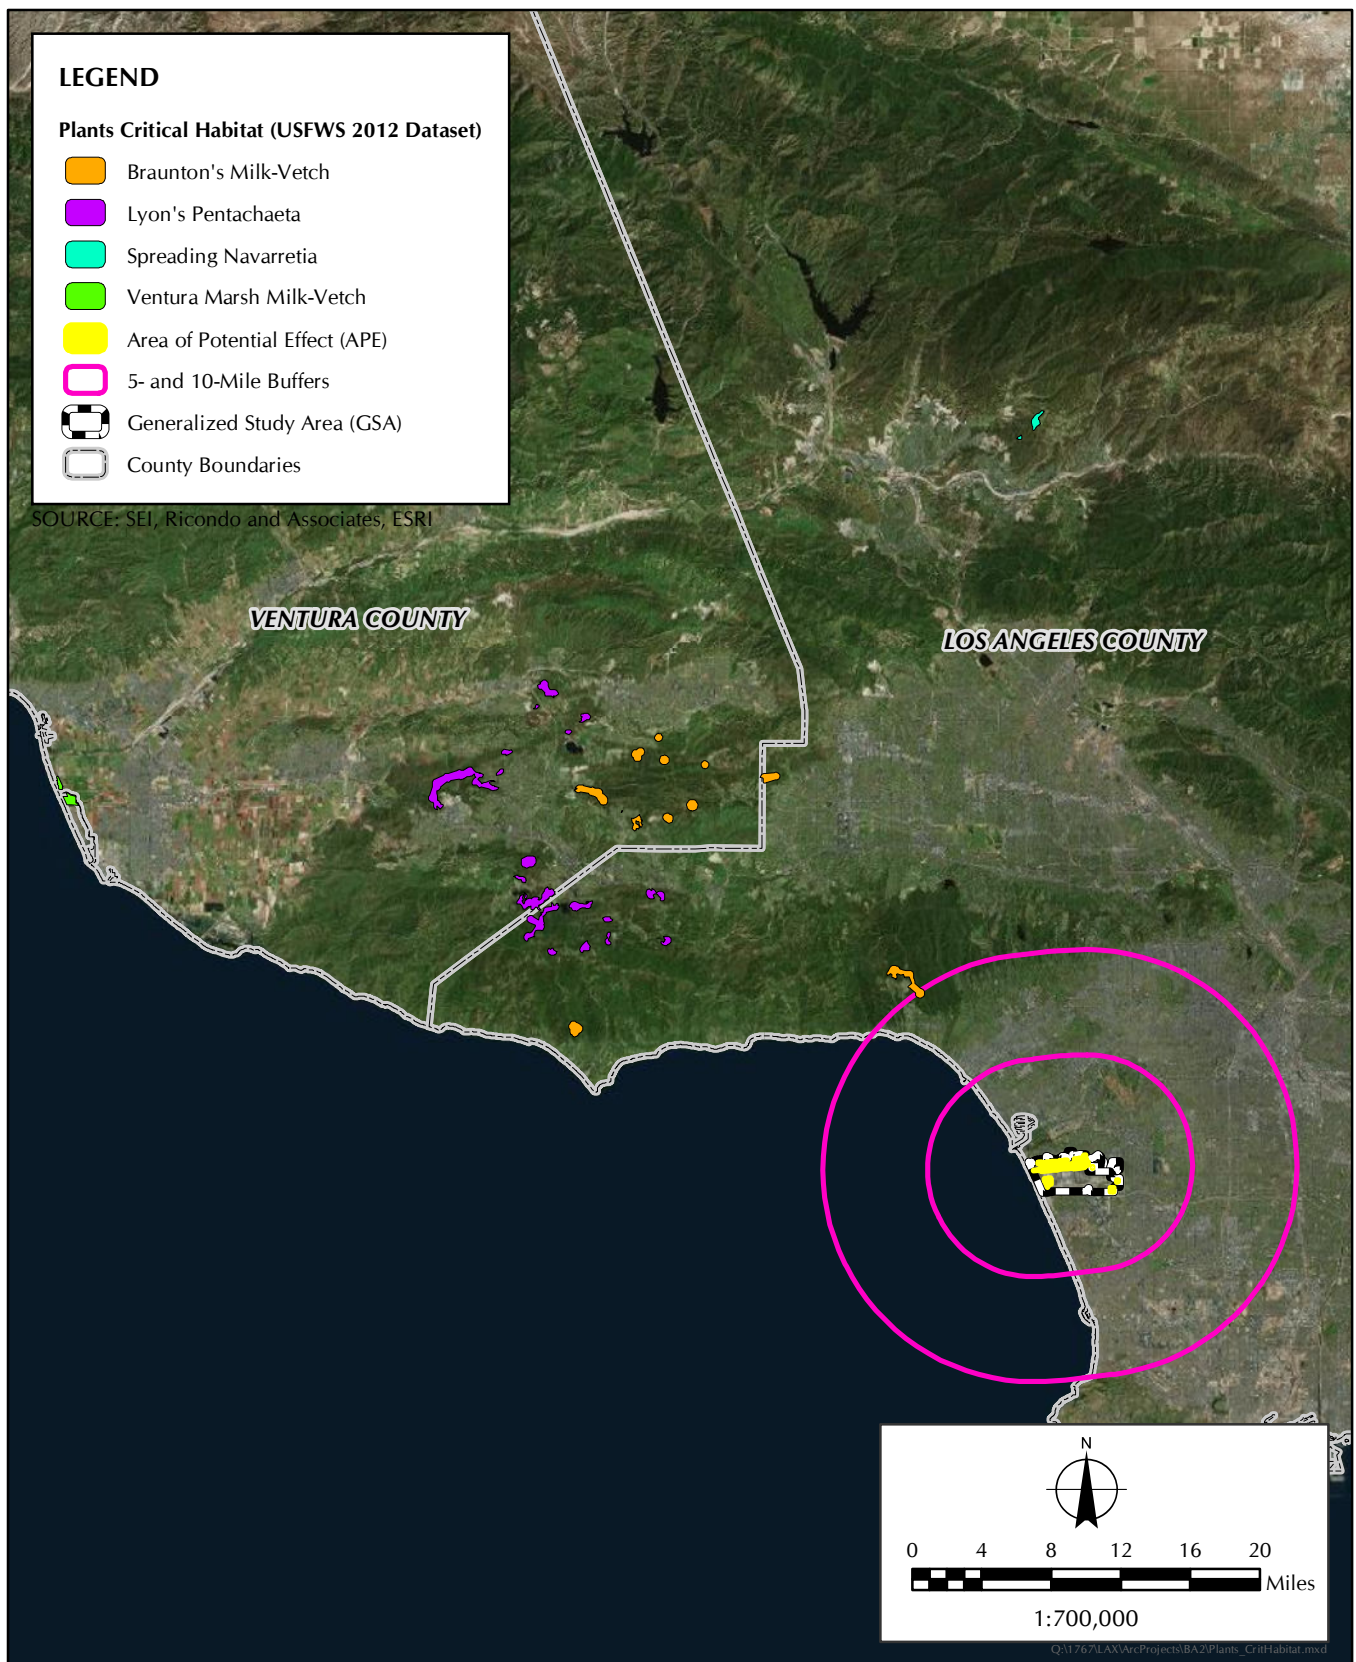 LEGEND
Plants Critical Habitat (USFWS 2012 Dataset)
Braunton's Milk-Vetch
Lyon's Pentachaeta
Spreading Navarretia
Ventura Marsh Milk-Vetch
Area of Potential Effect (APE)
5- and 10-Mile Buffers
Generalized Study Area (GSA)
County Boundaries
SOURCE: SEI, Ricondo and Associates, ESRI
VENTURA COUNTY
LOS ANGELES COUNTY
N
0 4 8 12 16 20
Miles
1:700,000
Q:\1767\LAX\ArcProjects\BA2\Plants_CritHabitat.mxd